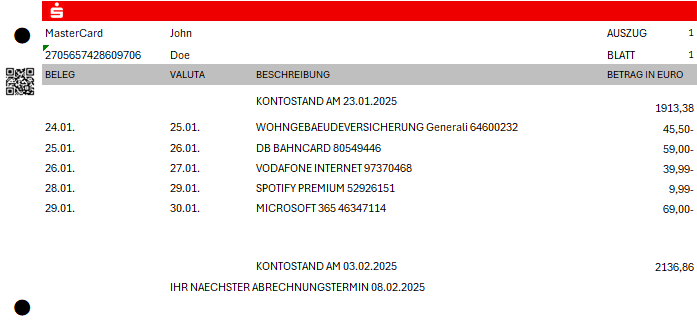 MasterCard John AUSZUG 1
2705657428609706 Doe BLATT 1
BELEG VALUTA BESCHREIBUNG BETRAG IN EURO
KONTOSTAND AM 23.01.2025 1913,38
24.01. 25.01. WOHNGEBAEUDEVERSICHERUNG Generali 64600232 45,50-
25.01. 26.01. DB BAHNCARD 80549446 59,00-
26.01. 27.01. VODAFONE INTERNET 97370468 39,99-
28.01. 29.01. SPOTIFY PREMIUM 52926151 9,99-
29.01. 30.01. MICROSOFT 365 46347114 69,00-
KONTOSTAND AM 03.02.2025 2136,86
IHR NAECHSTER ABRECHNUNGSTERMIN 08.02.2025